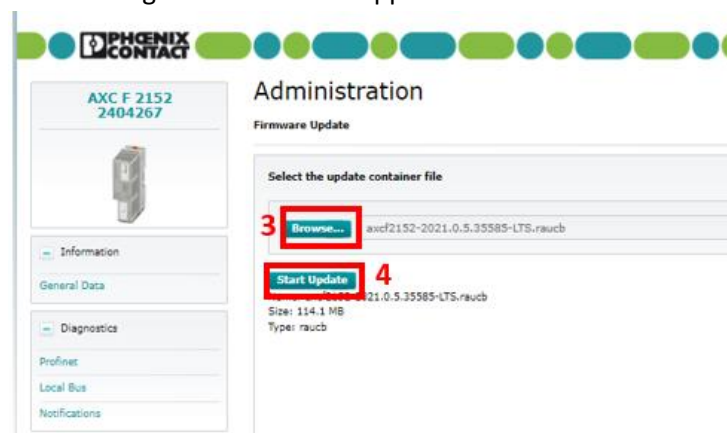 PHŒNIX
CONTACT
AXC F 2152
2404267
Information
General Data
Diagnostics
Profinet
Local Bus
Notifications
Administration
Firmware Update
Select the update container file
3 Browse... axcf2152-2021.0.5.35585-LTS.raucb
Start Update 4
2021.0.5.35585-LTS.raucb
Size: 114.1 MB
Type: raucb